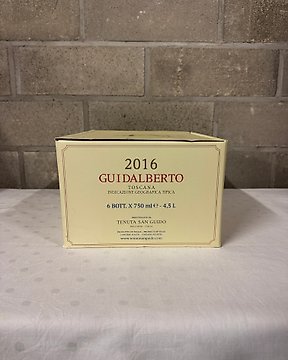 2016
GUIDALBERTO
TOSCANA
INDICAZIONE GEOGRAFICA TIPICA
6 BOTT. X 750 ml e - 4,5 L
TENUTA SAN GUIDO